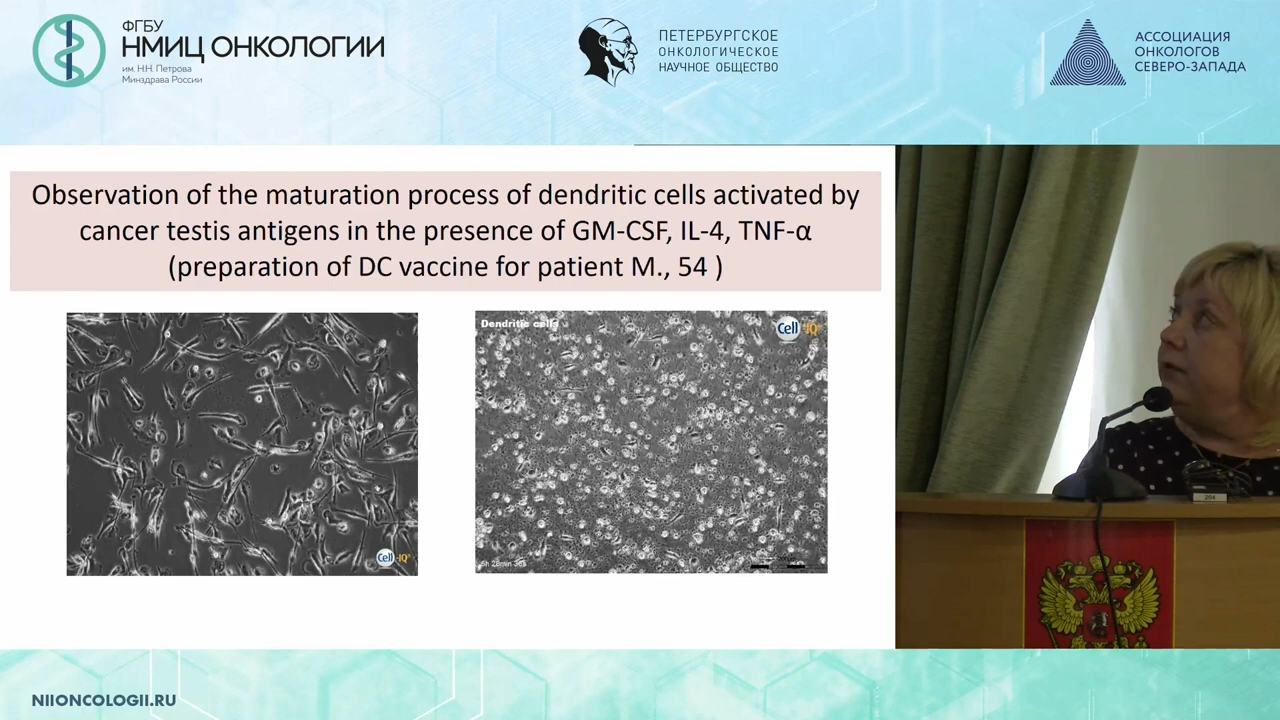 ФГБУ
НМИЦ ОНКОЛОГИИ
им. Н.Н. Петрова
Минздрава России
ПЕТЕРБУРГСКОЕ
ОНКОЛОГИЧЕСКОЕ
НАУЧНОЕ ОБЩЕСТВО
АССОЦИАЦИЯ
ОНКОЛОГОВ
СЕВЕРО-ЗАПАДА
Observation of the maturation process of dendritic cells activated by
cancer testis antigens in the presence of GM-CSF, IL-4, TNF-α
(preparation of DC vaccine for patient M., 54 )
Dendritic cells
Cell-IQ
Cell-IQ
204
NIIONCOLOGII.RU